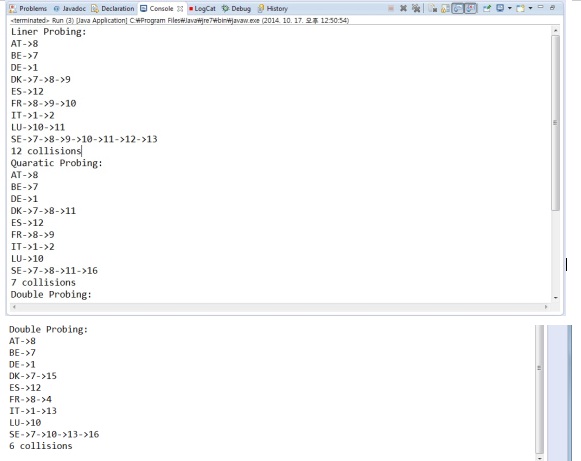 Problems @ Javadoc Declaration Console LogCat Debug History
<terminated> Run (3) [Java Application] C:₩Program Files₩Java₩jre7₩bin₩javaw.exe (2014. 10. 17. 오후 12:50:54)
Liner Probing:
AT->8
BE->7
DE->1
DK->7->8->9
ES->12
FR->8->9->10
IT->1->2
LU->10->11
SE->7->8->9->10->11->12->13
12 collisions
Quaratic Probing:
AT->8
BE->7
DE->1
DK->7->8->11
ES->12
FR->8->9
IT->1->2
LU->10
SE->7->8->11->16
7 collisions
Double Probing:
Double Probing:
AT->8
BE->7
DE->1
DK->7->15
ES->12
FR->8->4
IT->1->13
LU->10
SE->7->10->13->16
6 collisions